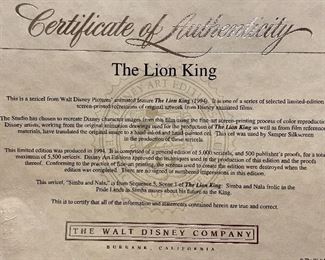 Certificate of Authenticity
The Lion King
This is a sericel from Walt Disney Pictures' animated feature The Lion King (1994). It is one of a series of selected limited-edition
screen-printed recreations of original artwork from Disney animated films.
The Studio has chosen to recreate Disney character images from this film using the fine art screen-printing process of color reproduction.
Disney artists, working from the original animation drawings used for the production of The Lion King as well as from film reference
materials, have translated the original image to a hand-inked and hand-painted cel. This cel was used by Samper Silkscreen
in the production of these sericels.
This limited edition was produced in 1994. It is comprised of a general edition of 5,000 sericels, and 500 publisher's proofs, for a total
maximum of 5,500 sericels. Disney Art Editions approved the techniques used in the production of this edition and the proofs
thereof. Conforming to the practice of fine-art printing, the screens used to create the edition were destroyed when the
edition was completed. There are no signed or numbered impressions in this edition.
This sericel, "Simba and Nala," is from Sequence 5, Scene 1 of The Lion King: Simba and Nala frolic in the
Pride Lands as Simba muses about his future as the King.
This is to certify that all of the information and statements contained herein are true and correct.
THE WALT DISNEY COMPANY
BURBANK, CALIFORNIA